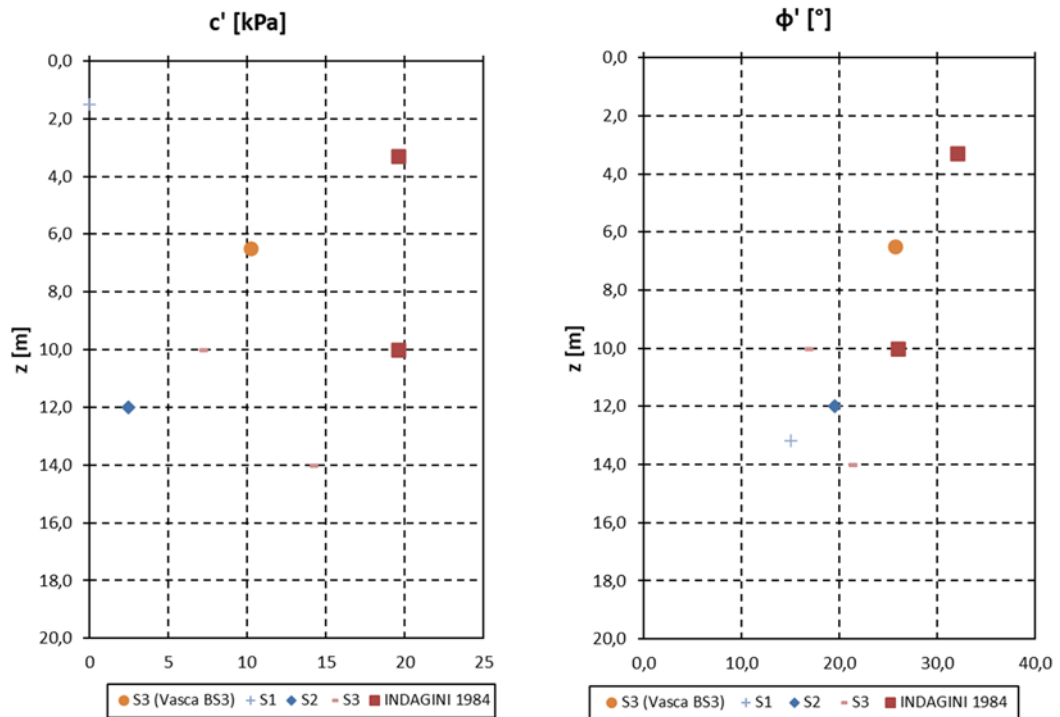 c' [kPa]
0,0
2,0
4,0
6,0
8,0
10,0
12,0
14,0
16,0
18,0
20,0
z [m]
0 5 10 15 20 25
S3 (Vasca BS3) S1 S2 S3 INDAGINI 1984
ϕ' [°]
0,0
2,0
4,0
6,0
8,0
10,0
12,0
14,0
16,0
18,0
20,0
z [m]
0,0 10,0 20,0 30,0 40,0
S3 (Vasca BS3) S1 S2 S3 INDAGINI 1984